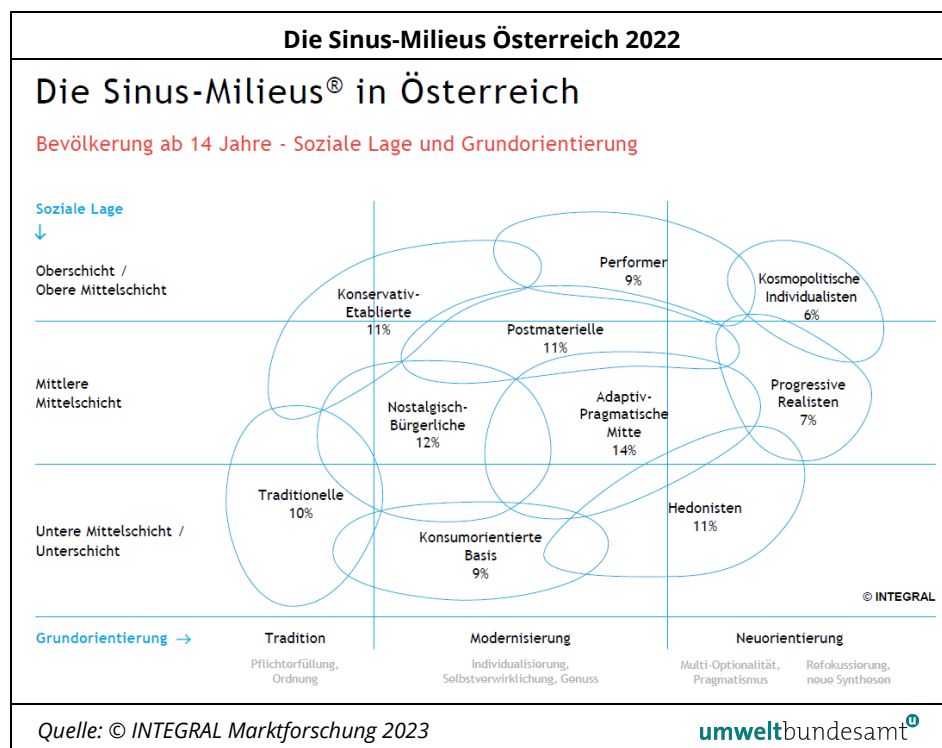 Die Sinus-Milieus Österreich 2022
Die Sinus-Milieus® in Österreich
Bevölkerung ab 14 Jahre - Soziale Lage und Grundorientierung
Soziale Lage
↓
Oberschicht /
Obere Mittelschicht
Konservativ-
Etablierte
11%
Performer
9%
Kosmopolitische
Individualisten
6%
Postmaterielle
11%
Mittlere
Mittelschicht
Nostalgisch-
Bürgerliche
12%
Adaptiv-
Pragmatische
Mitte
14%
Progressive
Realisten
7%
Untere Mittelschicht /
Unterschicht
Traditionelle
10%
Konsumorientierte
Basis
9%
Hedonisten
11%
© INTEGRAL
Grundorientierung →
Tradition
Pflichterfüllung,
Ordnung
Modernisierung
Individualisierung,
Selbstverwirklichung, Genuss
Neuorientierung
Multi-Optionalität,
Pragmatismus
Refokussierung,
neue Synthesen
Quelle: © INTEGRAL Marktforschung 2023
umweltbundesamt u